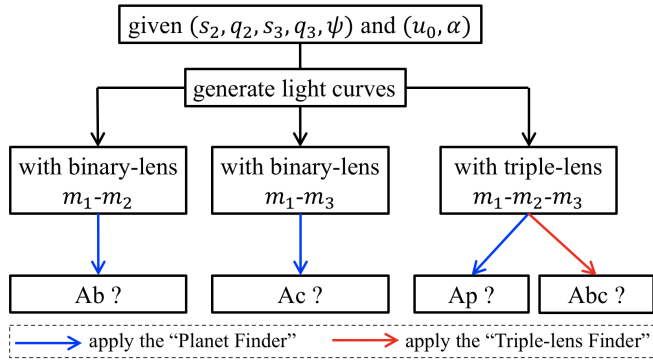 given (s₂, q₂, s₃, q₃, ψ) and (u₀, α)
generate light curves
with binary-lens
m₁-m₂
with binary-lens
m₁-m₃
with triple-lens
m₁-m₂-m₃
Ab ?
Ac ?
Ap ?
Abc ?
apply the “Planet Finder”
apply the “Triple-lens Finder”